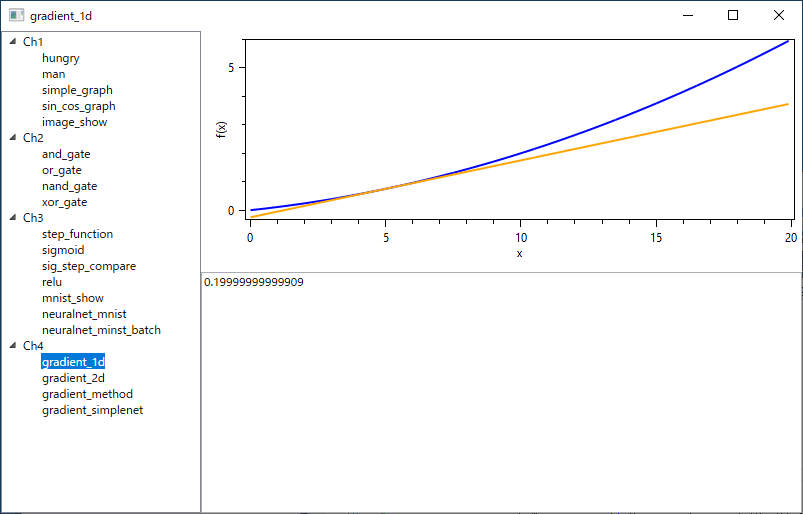 gradient_1d
Ch1
hungry
man
simple_graph
sin_cos_graph
image_show
Ch2
and_gate
or_gate
nand_gate
xor_gate
Ch3
step_function
sigmoid
sig_step_compare
relu
mnist_show
neuralnet_mnist
neuralnet_minst_batch
Ch4
gradient_1d
gradient_2d
gradient_method
gradient_simplenet
5
f(x)
0
0 5 10 15 20
x
0.19999999999909